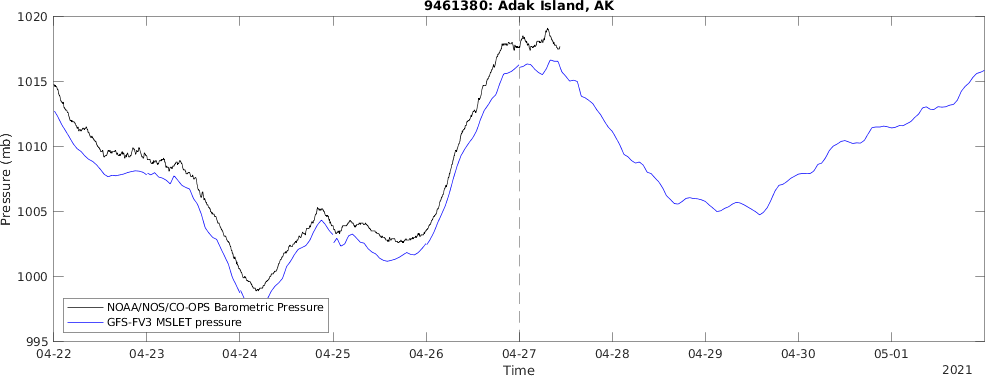 9461380: Adak Island, AK
Pressure (mb)
1020
1015
1010
1005
1000
995
NOAA/NOS/CO-OPS Barometric Pressure
GFS-FV3 MSLET pressure
04-22 04-23 04-24 04-25 04-26 04-27 04-28 04-29 04-30 05-01
Time
2021